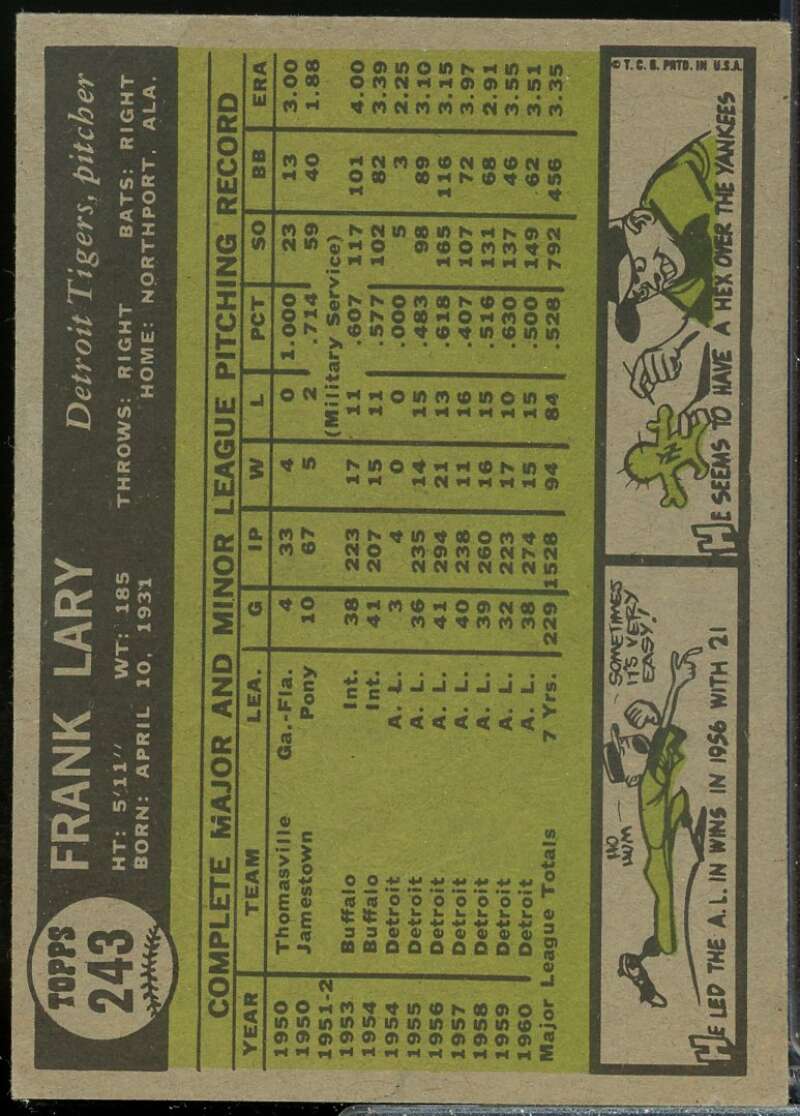 TOPPS
243
FRANK LARY
Detroit Tigers, pitcher
HT: 5'11" WT: 185 THROWS: RIGHT BATS: RIGHT
BORN: APRIL 10, 1931 HOME: NORTHPORT, ALA.
COMPLETE MAJOR AND MINOR LEAGUE PITCHING RECORD
YEAR TEAM LEA. G IP W L PCT SO BB ERA
1950 Thomasville Ga.-Fla. 4 33 4 0 1.000 23 13 3.00
1950 Jamestown Pony 10 67 5 2 .714 59 40 1.88
1951-2 (Military Service)
1953 Buffalo Int. 38 223 17 11 .607 117 101 4.00
1954 Buffalo Int. 41 207 15 11 .577 102 82 3.39
1954 Detroit A. L. 3 4 0 0 .000 5 3 2.25
1955 Detroit A. L. 36 235 14 15 .483 98 89 3.10
1956 Detroit A. L. 41 294 21 13 .618 165 116 3.15
1957 Detroit A. L. 40 238 11 16 .407 107 72 3.97
1958 Detroit A. L. 39 260 16 15 .516 131 68 2.91
1959 Detroit A. L. 32 223 17 10 .630 137 46 3.55
1960 Detroit A. L. 38 274 15 15 .500 149 62 3.51
Major League Totals 7 Yrs. 229 1528 94 84 .528 792 456 3.35
HO HUM—
—SOMETIMES
IT'S VERY
EASY!
HE LED THE A.L. IN WINS IN 1956 WITH 21
© T. C. G. PRTD. IN U.S.A.
NY
HE SEEMS TO HAVE A HEX OVER THE YANKEES